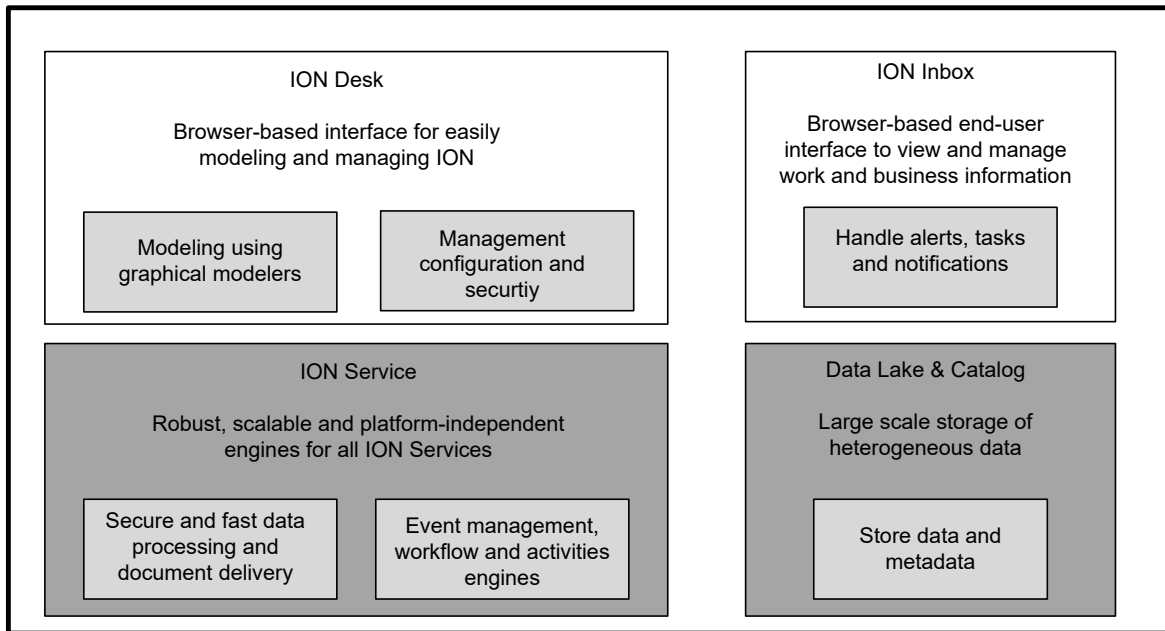 ION Desk
Browser-based interface for easily
modeling and managing ION
Modeling using
graphical modelers
Management
configuration and
securtiy
ION Inbox
Browser-based end-user
interface to view and manage
work and business information
Handle alerts, tasks
and notifications
ION Service
Robust, scalable and platform-independent
engines for all ION Services
Secure and fast data
processing and
document delivery
Event management,
workflow and activities
engines
Data Lake & Catalog
Large scale storage of
heterogeneous data
Store data and
metadata